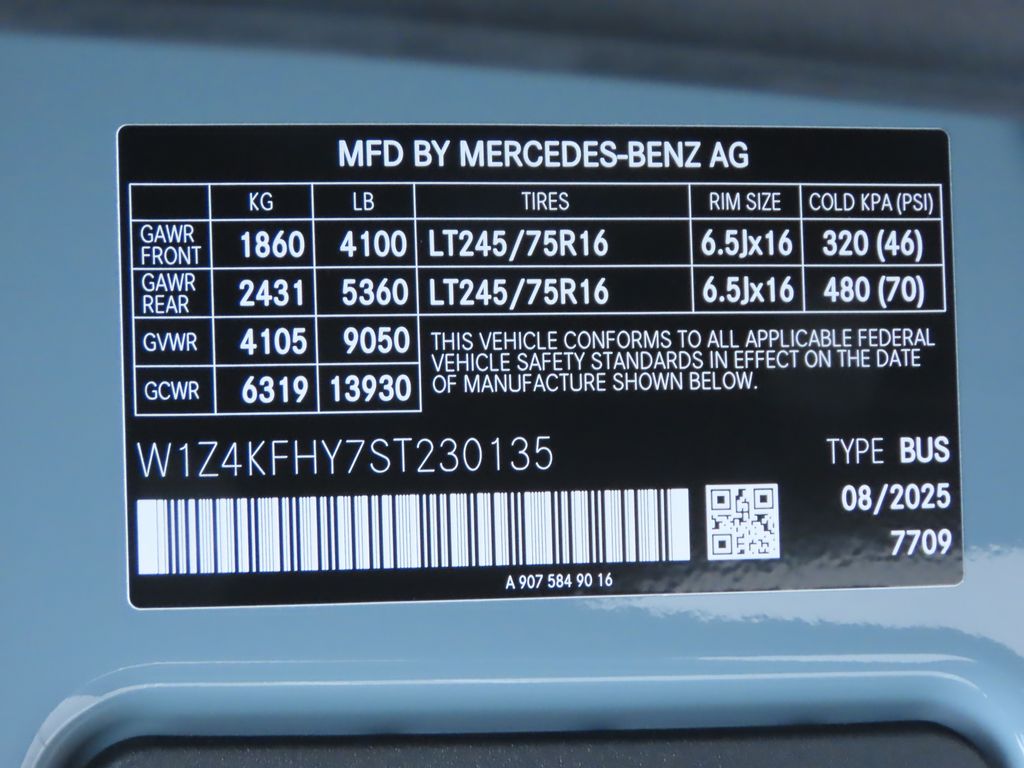 MFD BY MERCEDES-BENZ AG
KG LB TIRES RIM SIZE COLD KPA (PSI)
GAWR FRONT 1860 4100 LT245/75R16 6.5Jx16 320 (46)
GAWR REAR 2431 5360 LT245/75R16 6.5Jx16 480 (70)
GVWR 4105 9050
GCWR 6319 13930
THIS VEHICLE CONFORMS TO ALL APPLICABLE FEDERAL
VEHICLE SAFETY STANDARDS IN EFFECT ON THE DATE
OF MANUFACTURE SHOWN BELOW.
W1Z4KFHY7ST230135
TYPE BUS
08/2025
7709
A 907 584 90 16